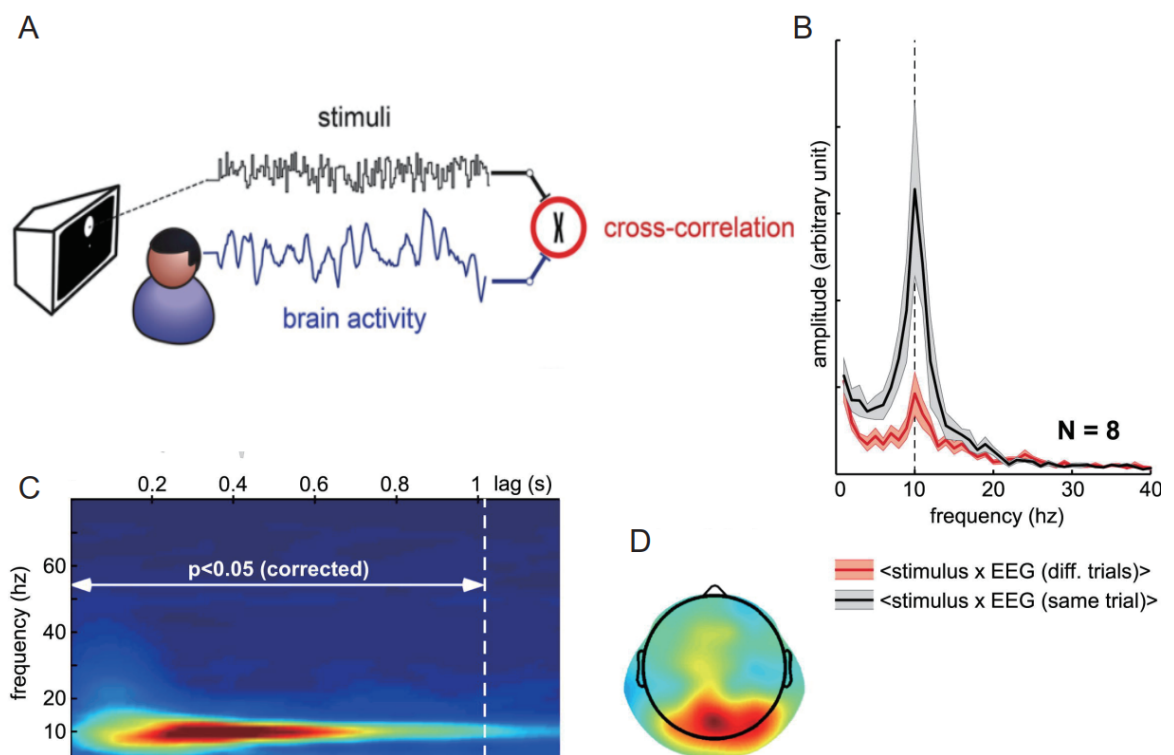 A
stimuli
brain activity
X
cross-correlation
B
amplitude (arbitrary unit)
N = 8
0 10 20 30 40
frequency (hz)
<stimulus x EEG (diff. trials)>
<stimulus x EEG (same trial)>
C
0.2 0.4 0.6 0.8 1 lag (s)
p<0.05 (corrected)
frequency (hz)
60
40
20
10
D